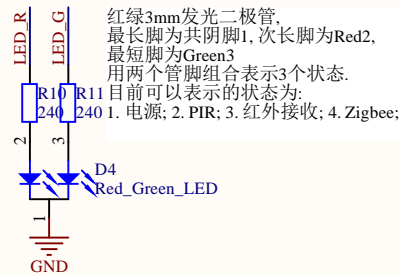 LED_R
LED_G
红绿3mm发光二极管,
最长脚为共阴脚1, 次长脚为Red2,
最短脚为Green3
用两个管脚组合表示3个状态.
目前可以表示的状态为:
1. 电源; 2. PIR; 3. 红外接收; 4. Zigbee;
R10
240
R11
240
2
3
D4
Red_Green_LED
1
GND